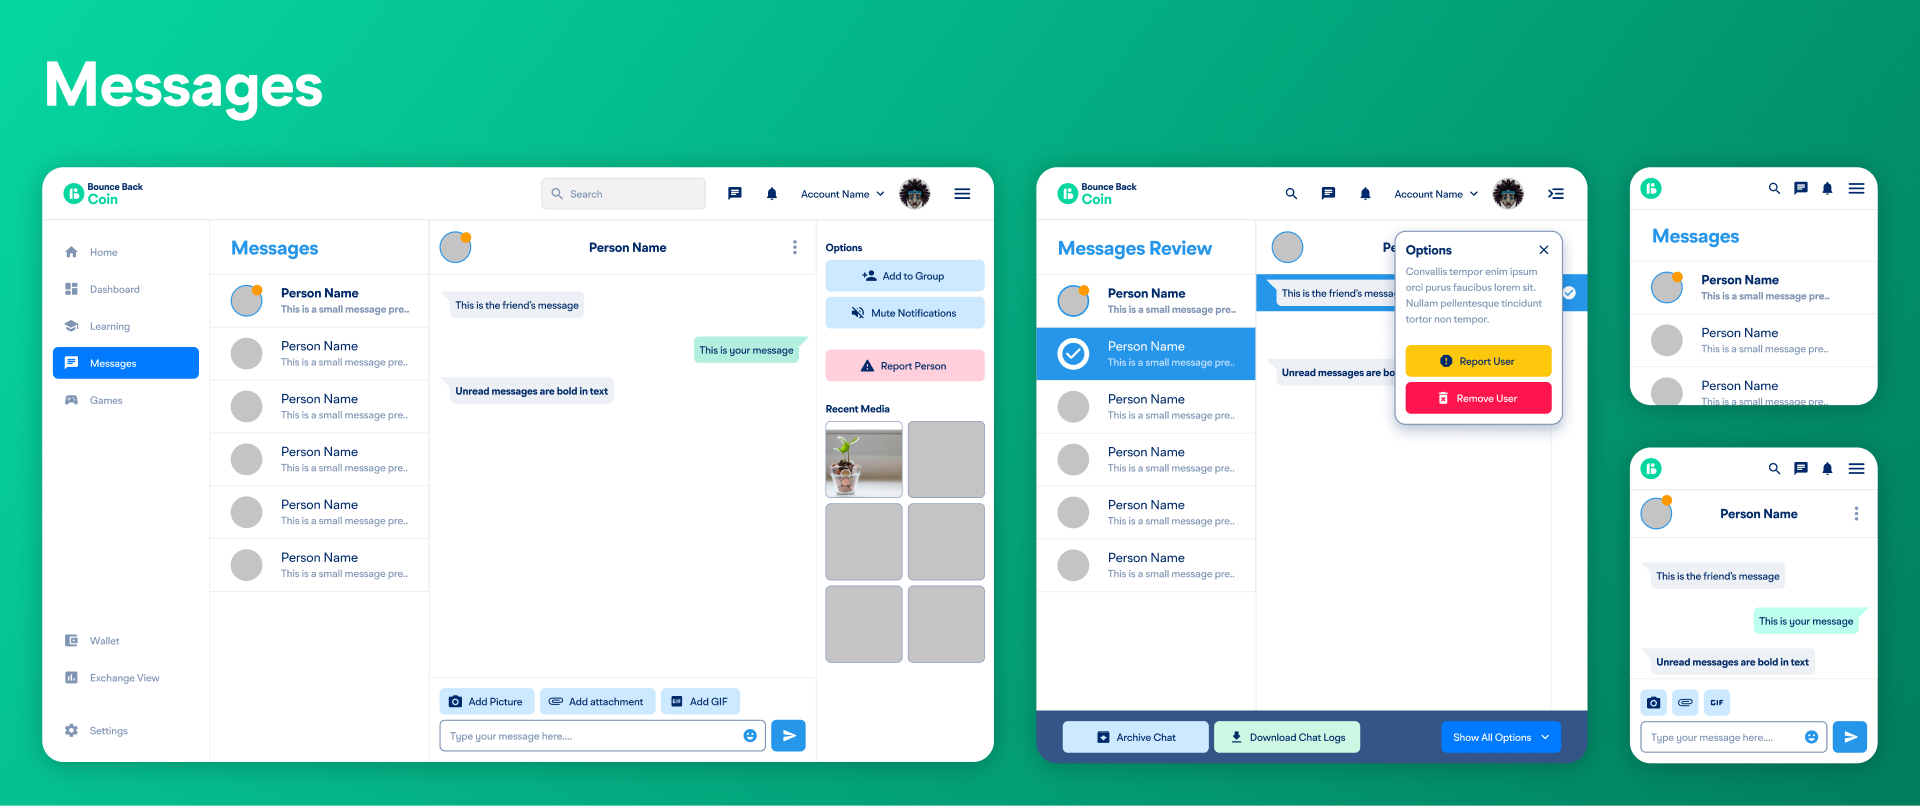 Messages
Bounce Back
Coin
Search
Account Name
Home
Dashboard
Learning
Messages
Games
Wallet
Exchange View
Settings
Messages
Person Name
This is a small message pre..
Person Name
This is a small message pre..
Person Name
This is a small message pre..
Person Name
This is a small message pre..
Person Name
This is a small message pre..
Person Name
This is a small message pre..
Person Name
This is the friend's message
This is your message
Unread messages are bold in text
Add Picture
Add attachment
GIF
Add GIF
Type your message here....
Options
Add to Group
Mute Notifications
Report Person
Recent Media
Bounce Back
Coin
Account Name
Messages Review
Person Name
This is a small message pre..
Person Name
This is a small message pre..
Person Name
This is a small message pre..
Person Name
This is a small message pre..
Person Name
This is a small message pre..
Person Name
This is a small message pre..
Pe
This is the friend's messa
Unread messages are bo
Options
Convallis tempor enim ipsum
orci purus faucibus lorem sit.
Nullam pellentesque tincidunt
tortor non tempor.
Report User
Remove User
Archive Chat
Download Chat Logs
Show All Options
Messages
Person Name
This is a small message pre..
Person Name
This is a small message pre..
Person Name
This is a small message pre..
Person Name
This is the friend's message
This is your message
Unread messages are bold in text
GIF
Type your message here....